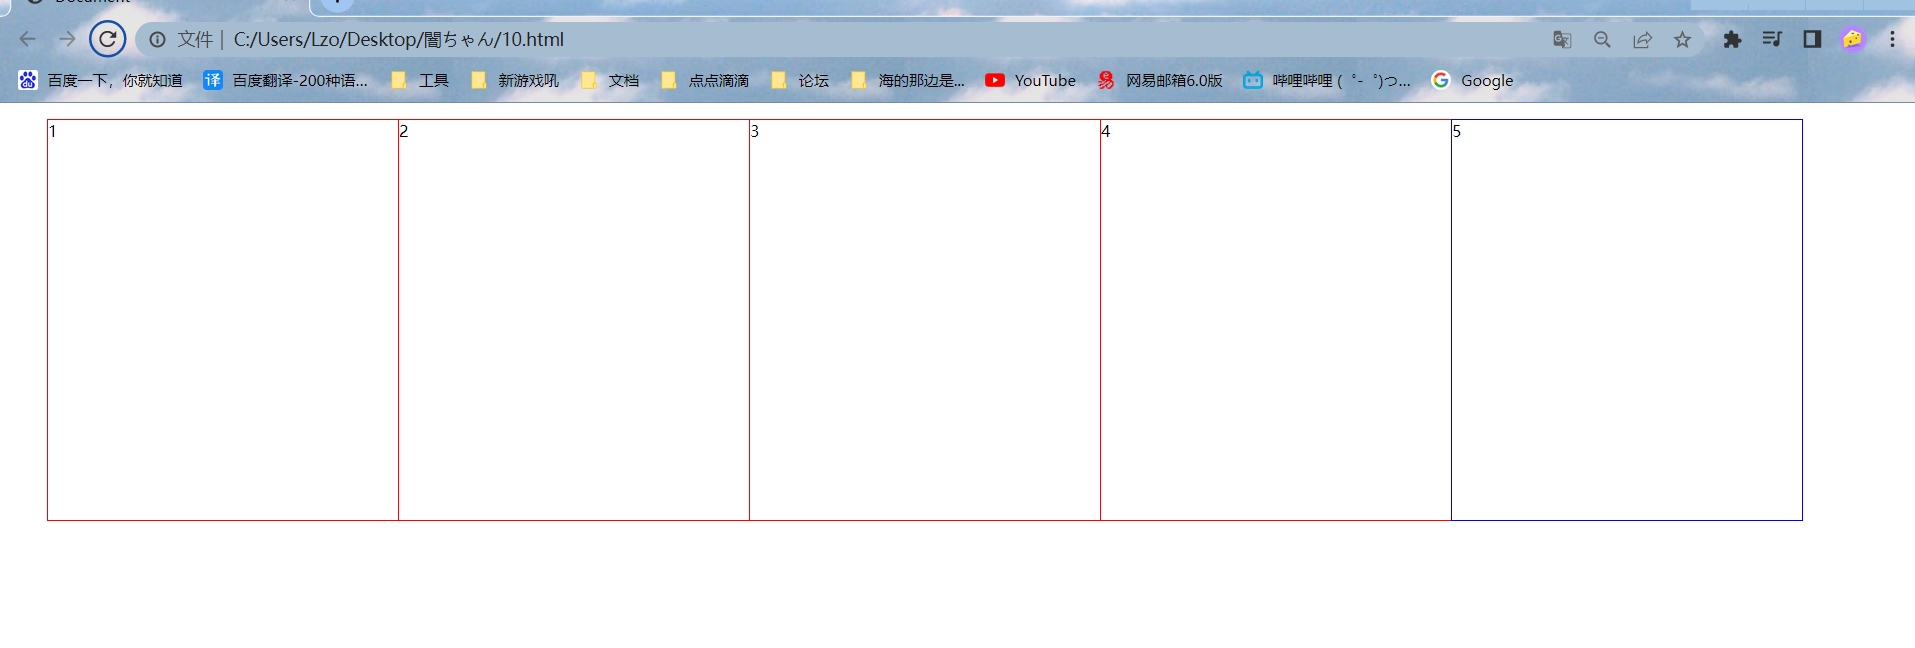 Document
文件 | C:/Users/Lzo/Desktop/闇ちゃん/10.html
百度一下，你就知道 译 百度翻译-200种语... 工具 新游戏吼 文档 点点滴滴 论坛 海的那边是... YouTube 网易邮箱6.0版 哔哩哔哩 (゜-゜)つ... Google
1 2 3 4 5